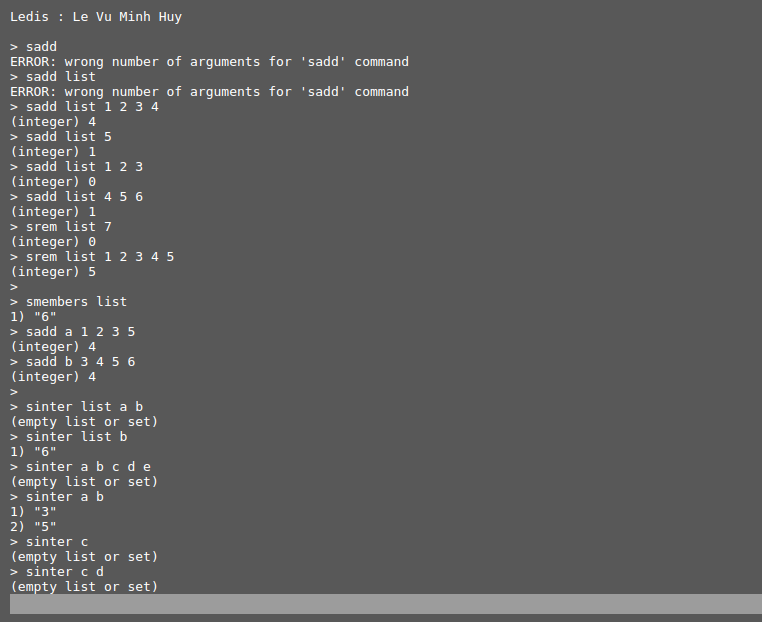 Ledis : Le Vu Minh Huy
> sadd
ERROR: wrong number of arguments for 'sadd' command
> sadd list
ERROR: wrong number of arguments for 'sadd' command
> sadd list 1 2 3 4
(integer) 4
> sadd list 5
(integer) 1
> sadd list 1 2 3
(integer) 0
> sadd list 4 5 6
(integer) 1
> srem list 7
(integer) 0
> srem list 1 2 3 4 5
(integer) 5
>
> smembers list
1) "6"
> sadd a 1 2 3 5
(integer) 4
> sadd b 3 4 5 6
(integer) 4
>
> sinter list a b
(empty list or set)
> sinter list b
1) "6"
> sinter a b c d e
(empty list or set)
> sinter a b
1) "3"
2) "5"
> sinter c
(empty list or set)
> sinter c d
(empty list or set)